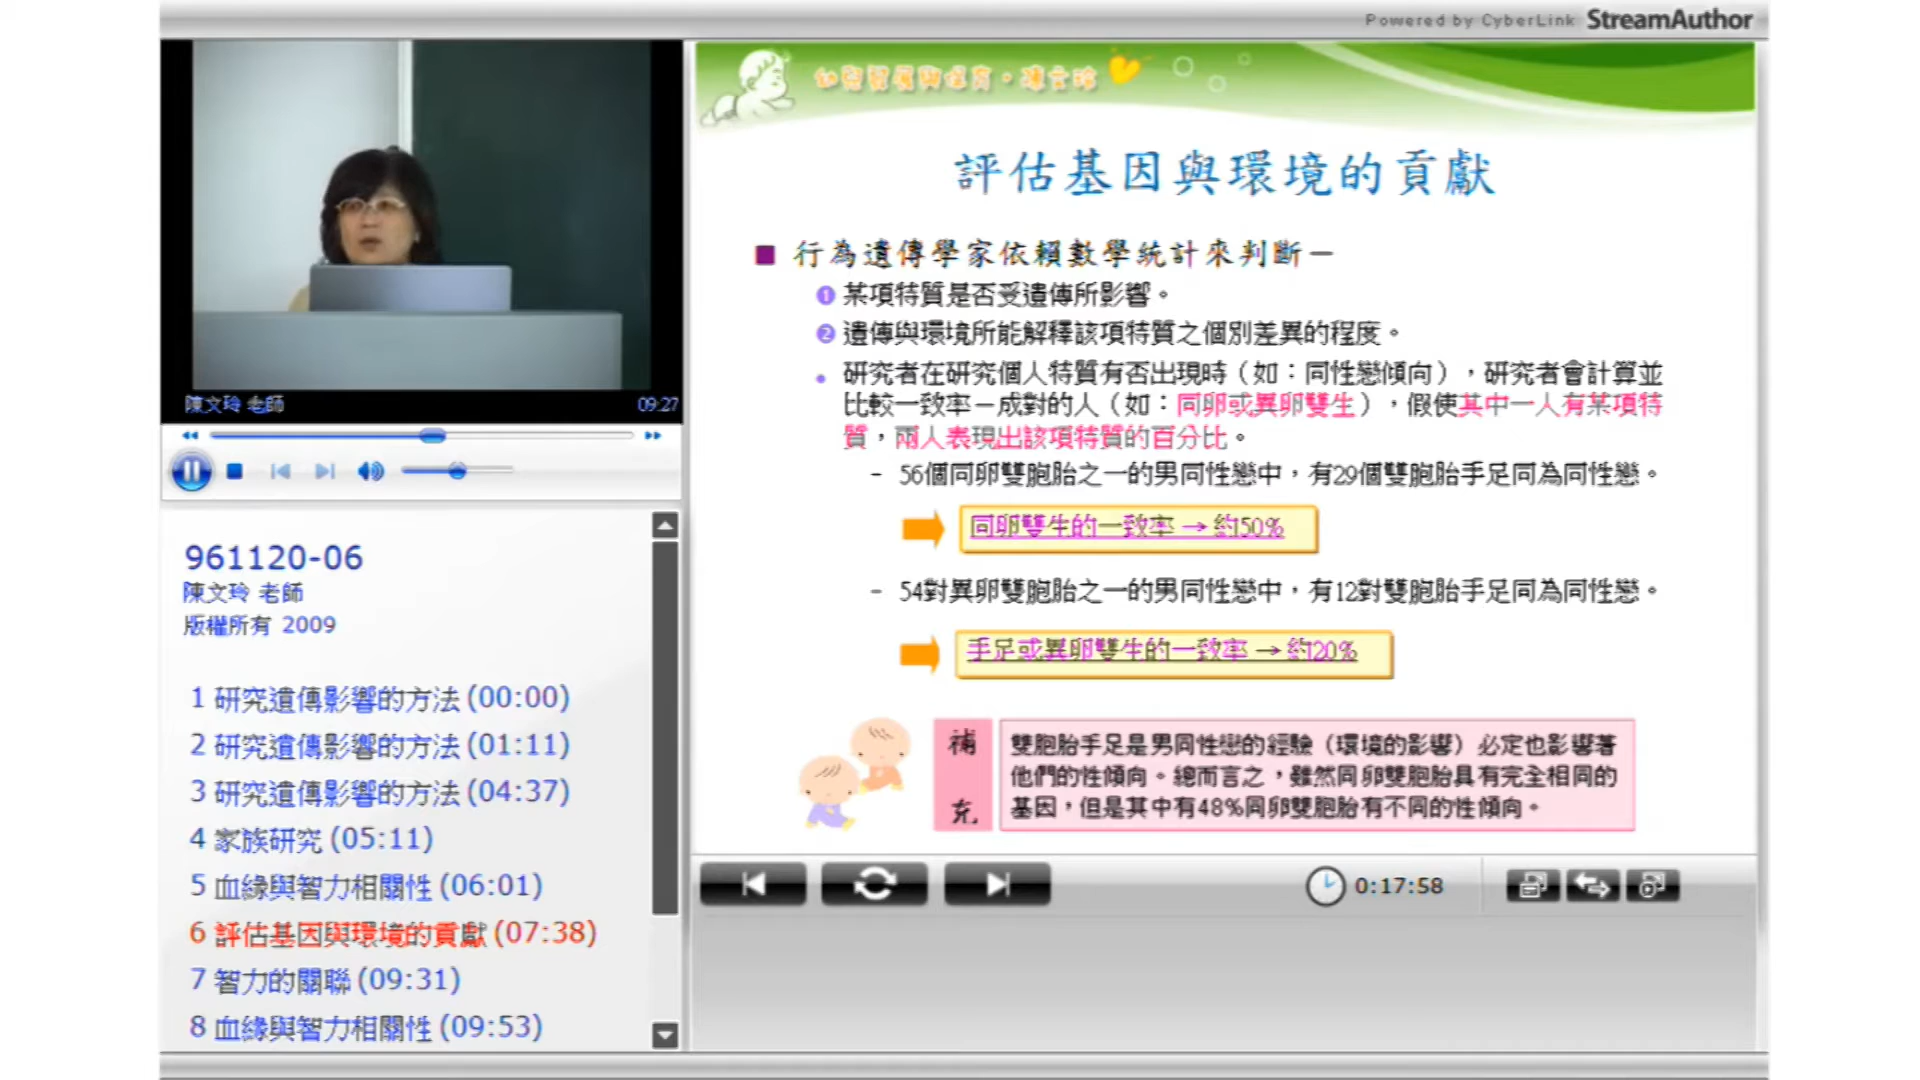 Powered by CyberLink StreamAuthor
幼兒發展與保育・陳文玲
陳文玲 老師 09:27
961120-06
陳文玲 老師
版權所有 2009
1 研究遺傳影響的方法 (00:00)
2 研究遺傳影響的方法 (01:11)
3 研究遺傳影響的方法 (04:37)
4 家族研究 (05:11)
5 血緣與智力相關性 (06:01)
6 評估基因與環境的貢獻 (07:38)
7 智力的關聯 (09:31)
8 血緣與智力相關性 (09:53)
評估基因與環境的貢獻
行為遺傳學家依賴數學統計來判斷－
1 某項特質是否受遺傳所影響。
2 遺傳與環境所能解釋該項特質之個別差異的程度。
• 研究者在研究個人特質有否出現時（如：同性戀傾向），研究者會計算並
比較一致率－成對的人（如：同卵或異卵雙生），假使其中一人有某項特
質，兩人表現出該項特質的百分比。
– 56個同卵雙胞胎之一的男同性戀中，有29個雙胞胎手足同為同性戀。
同卵雙生的一致率→約50%
– 54對異卵雙胞胎之一的男同性戀中，有12對雙胞胎手足同為同性戀。
手足或異卵雙生的一致率→約20%
補充
雙胞胎手足是男同性戀的經驗（環境的影響）必定也影響著
他們的性傾向。總而言之，雖然同卵雙胞胎具有完全相同的
基因，但是其中有48%同卵雙胞胎有不同的性傾向。
0:17:58